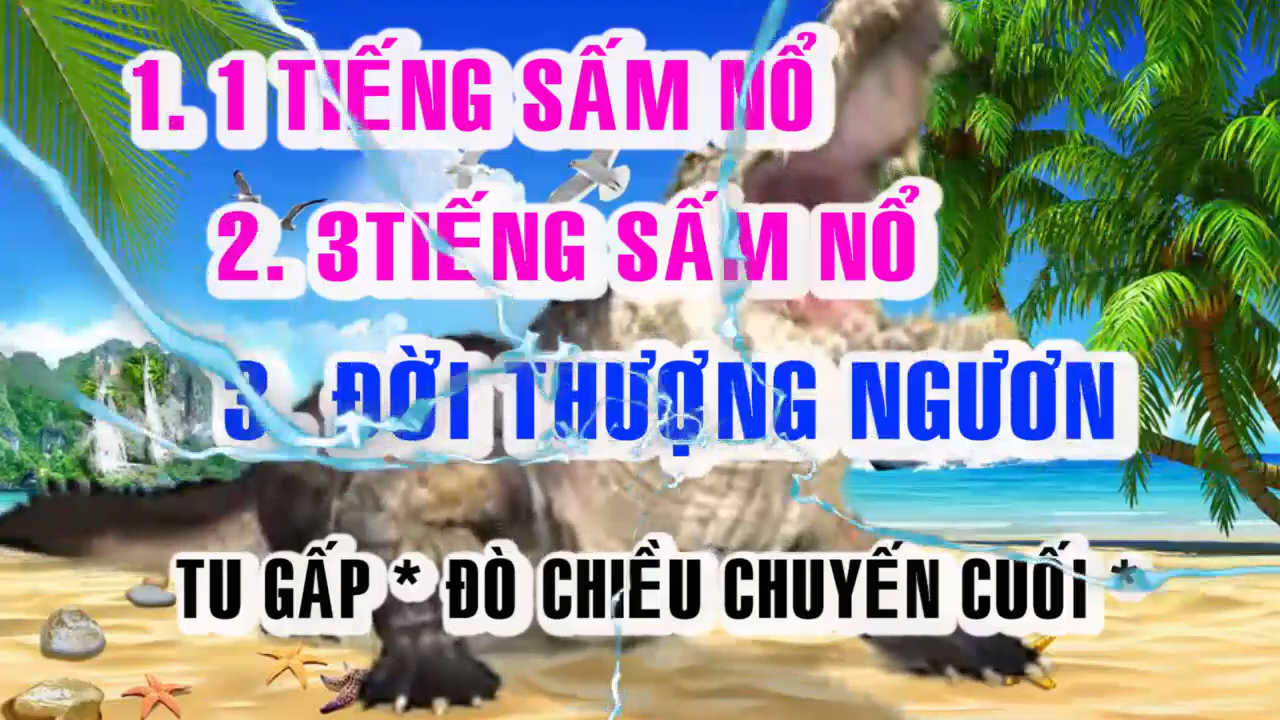 1. 1 TIẾNG SẤM NỔ
2. 3TIẾNG SẤM NỔ
3. ĐỜI THƯỢNG NGƯƠN
TU GẤP * ĐÒ CHIỀU CHUYẾN CUỐI *